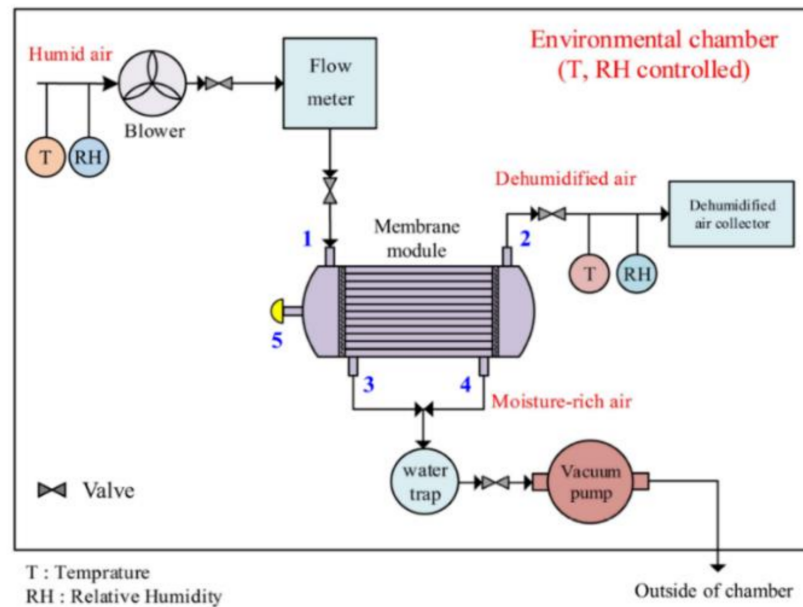 Humid air
Environmental chamber
(T, RH controlled)
Flow
meter
Blower
T
RH
Dehumidified air
Dehumidified
air collector
1
Membrane
module
2
T
RH
5
3
4
Moisture-rich air
water
trap
Vacuum
pump
Valve
T : Temprature
RH : Relative Humidity
Outside of chamber